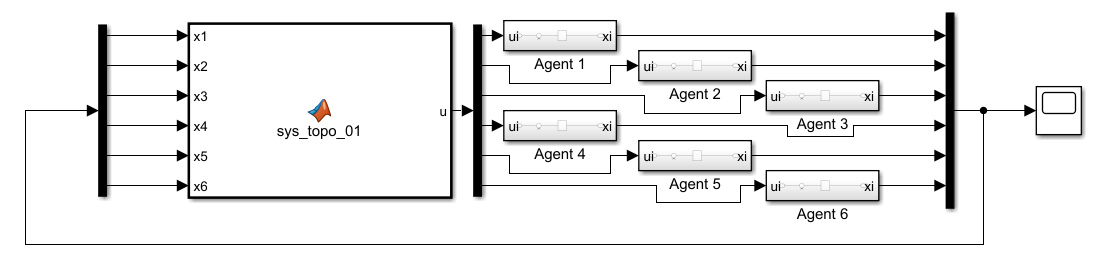 x1
x2
x3
x4
x5
x6
sys_topo_01
u
ui xi
Agent 1
ui xi
Agent 2
ui xi
Agent 3
ui xi
Agent 4
ui xi
Agent 5
ui xi
Agent 6